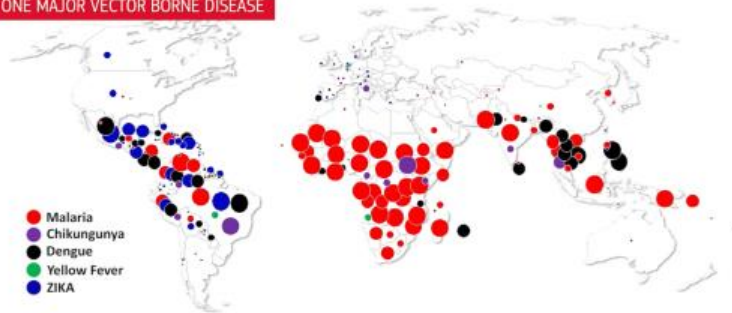 ONE MAJOR VECTOR BORNE DISEASE
Malaria
Chikungunya
Dengue
Yellow Fever
ZIKA